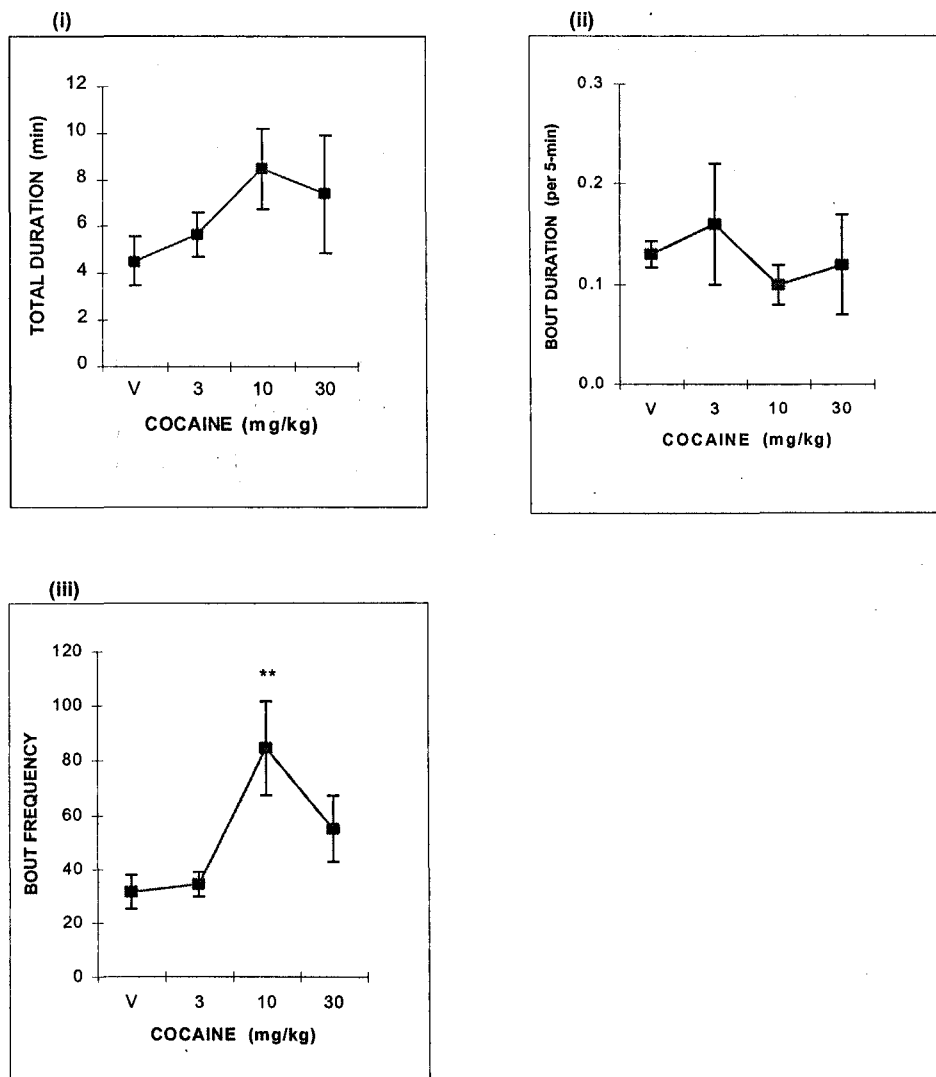 (i)
TOTAL DURATION (min)
12
10
8
6
4
2
0
V 3 10 30
COCAINE (mg/kg)
(ii)
BOUT DURATION (per 5-min)
0.3
0.2
0.1
0.0
V 3 10 30
COCAINE (mg/kg)
(iii)
BOUT FREQUENCY
120
100
80
60
40
20
0
**
V 3 10 30
COCAINE (mg/kg)